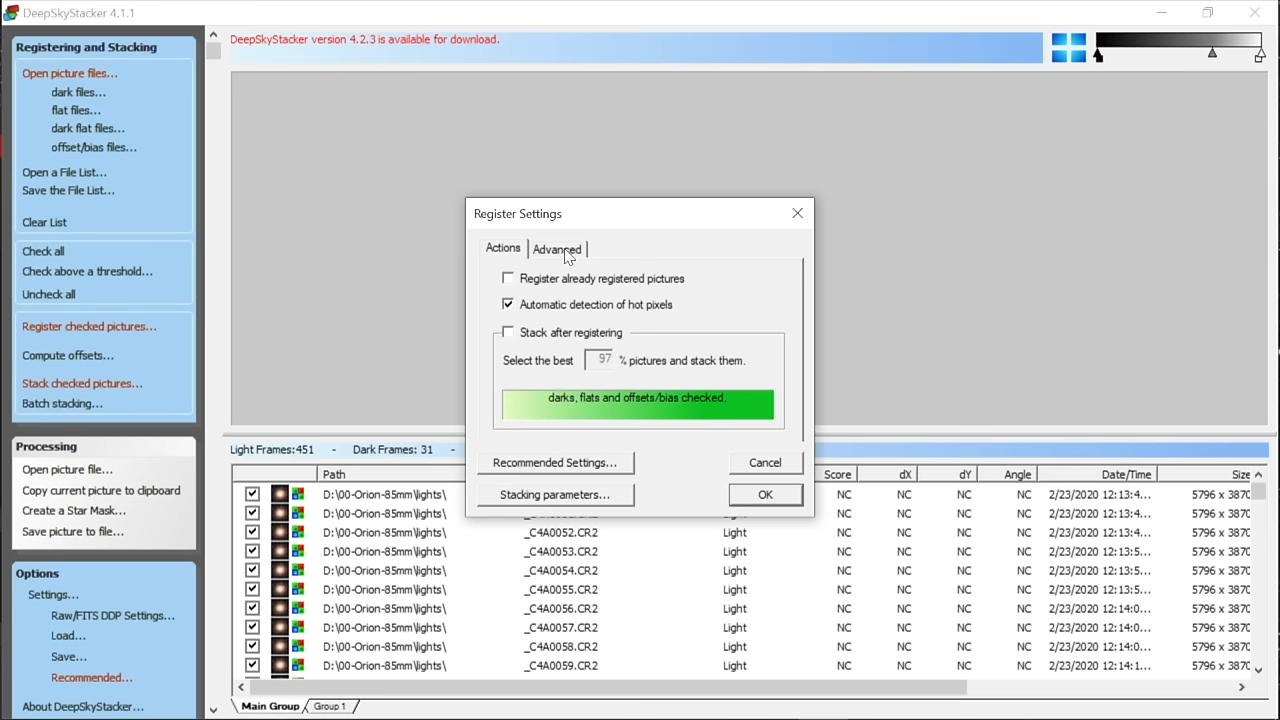 DeepSkyStacker 4.1.1
Registering and Stacking
Open picture files...
dark files...
flat files...
dark flat files...
offset/bias files...
Open a File List...
Save the File List...
Clear List
Check all
Check above a threshold...
Uncheck all
Register checked pictures...
Compute offsets...
Stack checked pictures...
Batch stacking...
Processing
Open picture file...
Copy current picture to clipboard
Create a Star Mask...
Save picture to file...
Options
Settings...
Raw/FITS DDP Settings...
Load...
Save...
Recommended...
About DeepSkyStacker...
DeepSkyStacker version 4.2.3 is available for download.
Register Settings
Actions Advanced
Register already registered pictures
Automatic detection of hot pixels
Stack after registering
Select the best 97 % pictures and stack them.
darks, flats and offsets/bias checked.
Recommended Settings... Cancel
Stacking parameters... OK
Light Frames:451 - Dark Frames: 31 -
Path Score dX dY Angle Date/Time Size
D:\00-Orion-85mm\lights\ NC NC NC NC 2/23/2020 12:13:4... 5796 x 3870
D:\00-Orion-85mm\lights\ Light NC NC NC NC 2/23/2020 12:13:4... 5796 x 3870
D:\00-Orion-85mm\lights\ _C4A0052.CR2 Light NC NC NC NC 2/23/2020 12:13:4... 5796 x 3870
D:\00-Orion-85mm\lights\ _C4A0053.CR2 Light NC NC NC NC 2/23/2020 12:13:5... 5796 x 3870
D:\00-Orion-85mm\lights\ _C4A0054.CR2 Light NC NC NC NC 2/23/2020 12:13:5... 5796 x 3870
D:\00-Orion-85mm\lights\ _C4A0055.CR2 Light NC NC NC NC 2/23/2020 12:13:5... 5796 x 3870
D:\00-Orion-85mm\lights\ _C4A0056.CR2 Light NC NC NC NC 2/23/2020 12:14:0... 5796 x 3870
D:\00-Orion-85mm\lights\ _C4A0057.CR2 Light NC NC NC NC 2/23/2020 12:14:0... 5796 x 3870
D:\00-Orion-85mm\lights\ _C4A0058.CR2 Light NC NC NC NC 2/23/2020 12:14:0... 5796 x 3870
D:\00-Orion-85mm\lights\ _C4A0059.CR2 Light NC NC NC NC 2/23/2020 12:14:1... 5796 x 3870
Main Group Group 1